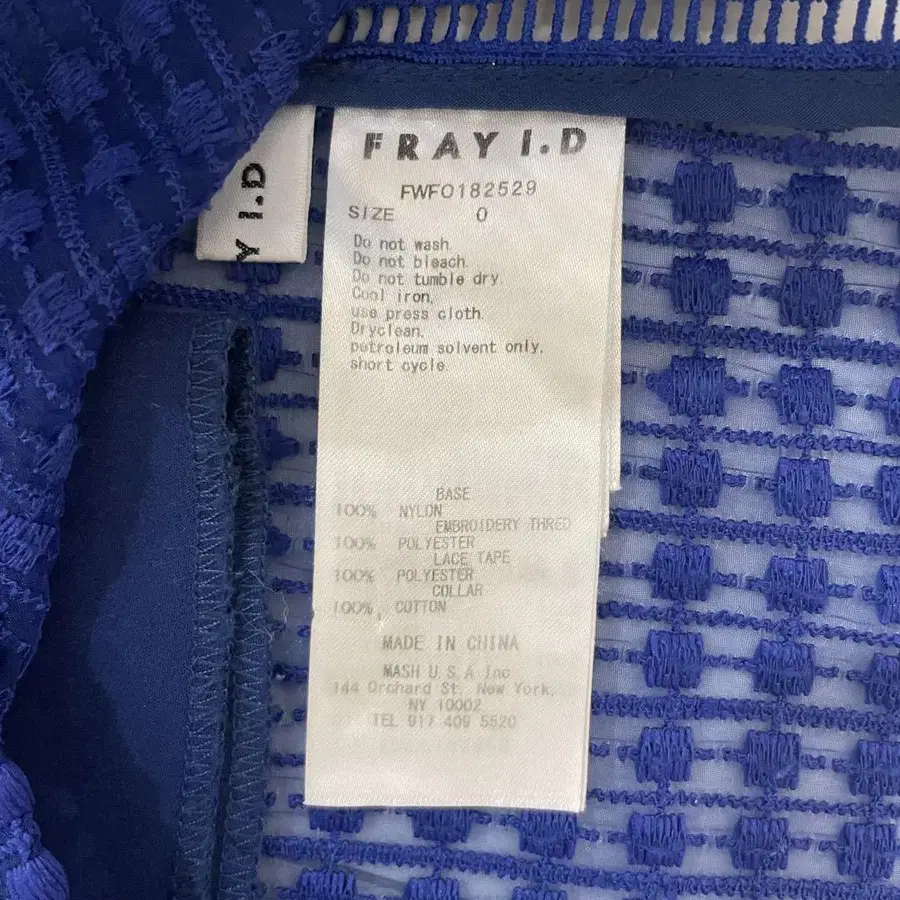 FRAY I.D
Y I.D
FWFO182529
SIZE 0
Do not wash.
Do not bleach.
Do not tumble dry.
Cool iron.
use press cloth.
Dryclean.
petroleum solvent only.
short cycle.
BASE
100% NYLON
EMBROIDERY THRED
100% POLYESTER
LACE TAPE
100% POLYESTER
COLLAR
100% COTTON
MADE IN CHINA
MASH U.S.A Inc
144 Orchard St. New York.
NY 10002
TEL 917 409 5520